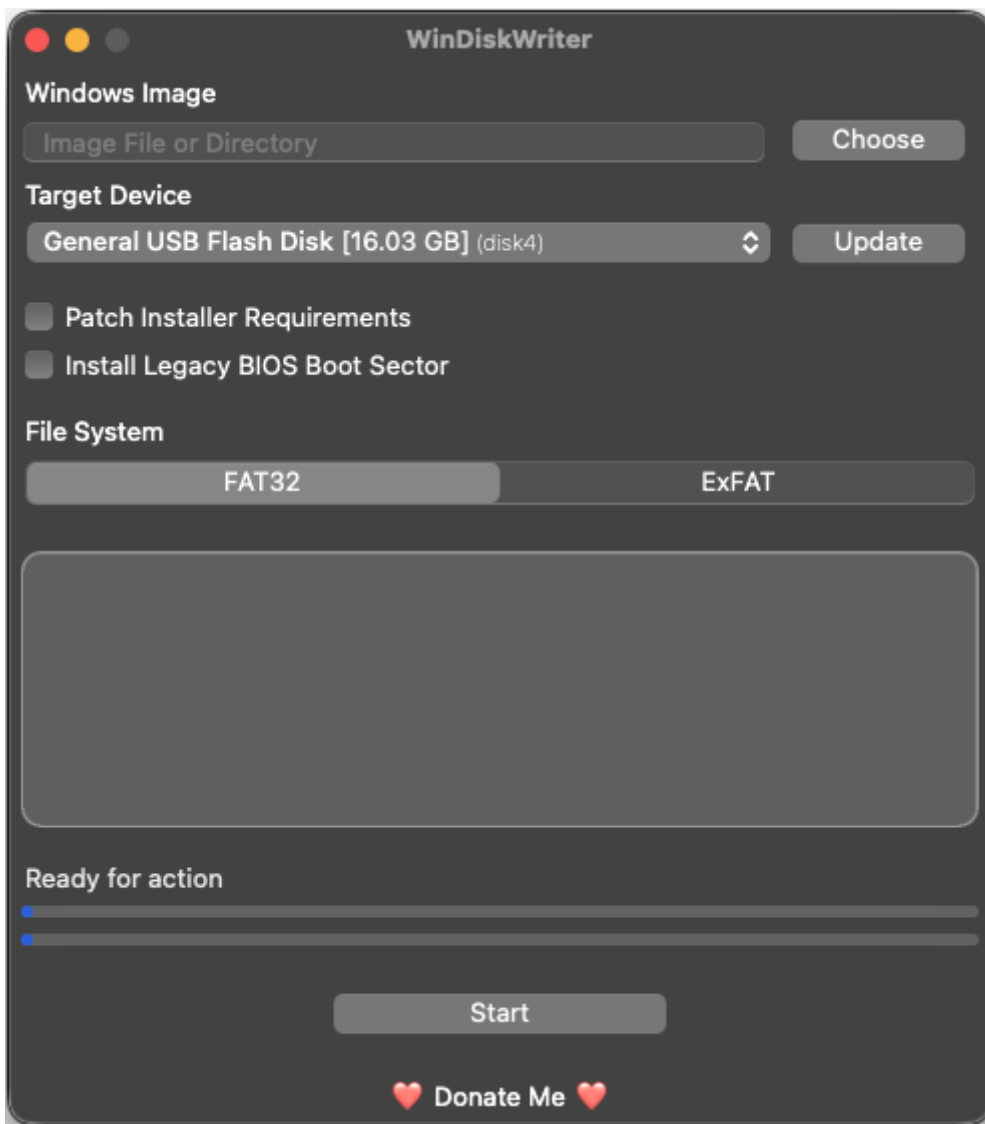 WinDiskWriter
Windows Image
Image File or Directory Choose
Target Device
General USB Flash Disk [16.03 GB] (disk4) Update
Patch Installer Requirements
Install Legacy BIOS Boot Sector
File System
FAT32 ExFAT
Ready for action
Start
❤️ Donate Me ❤️